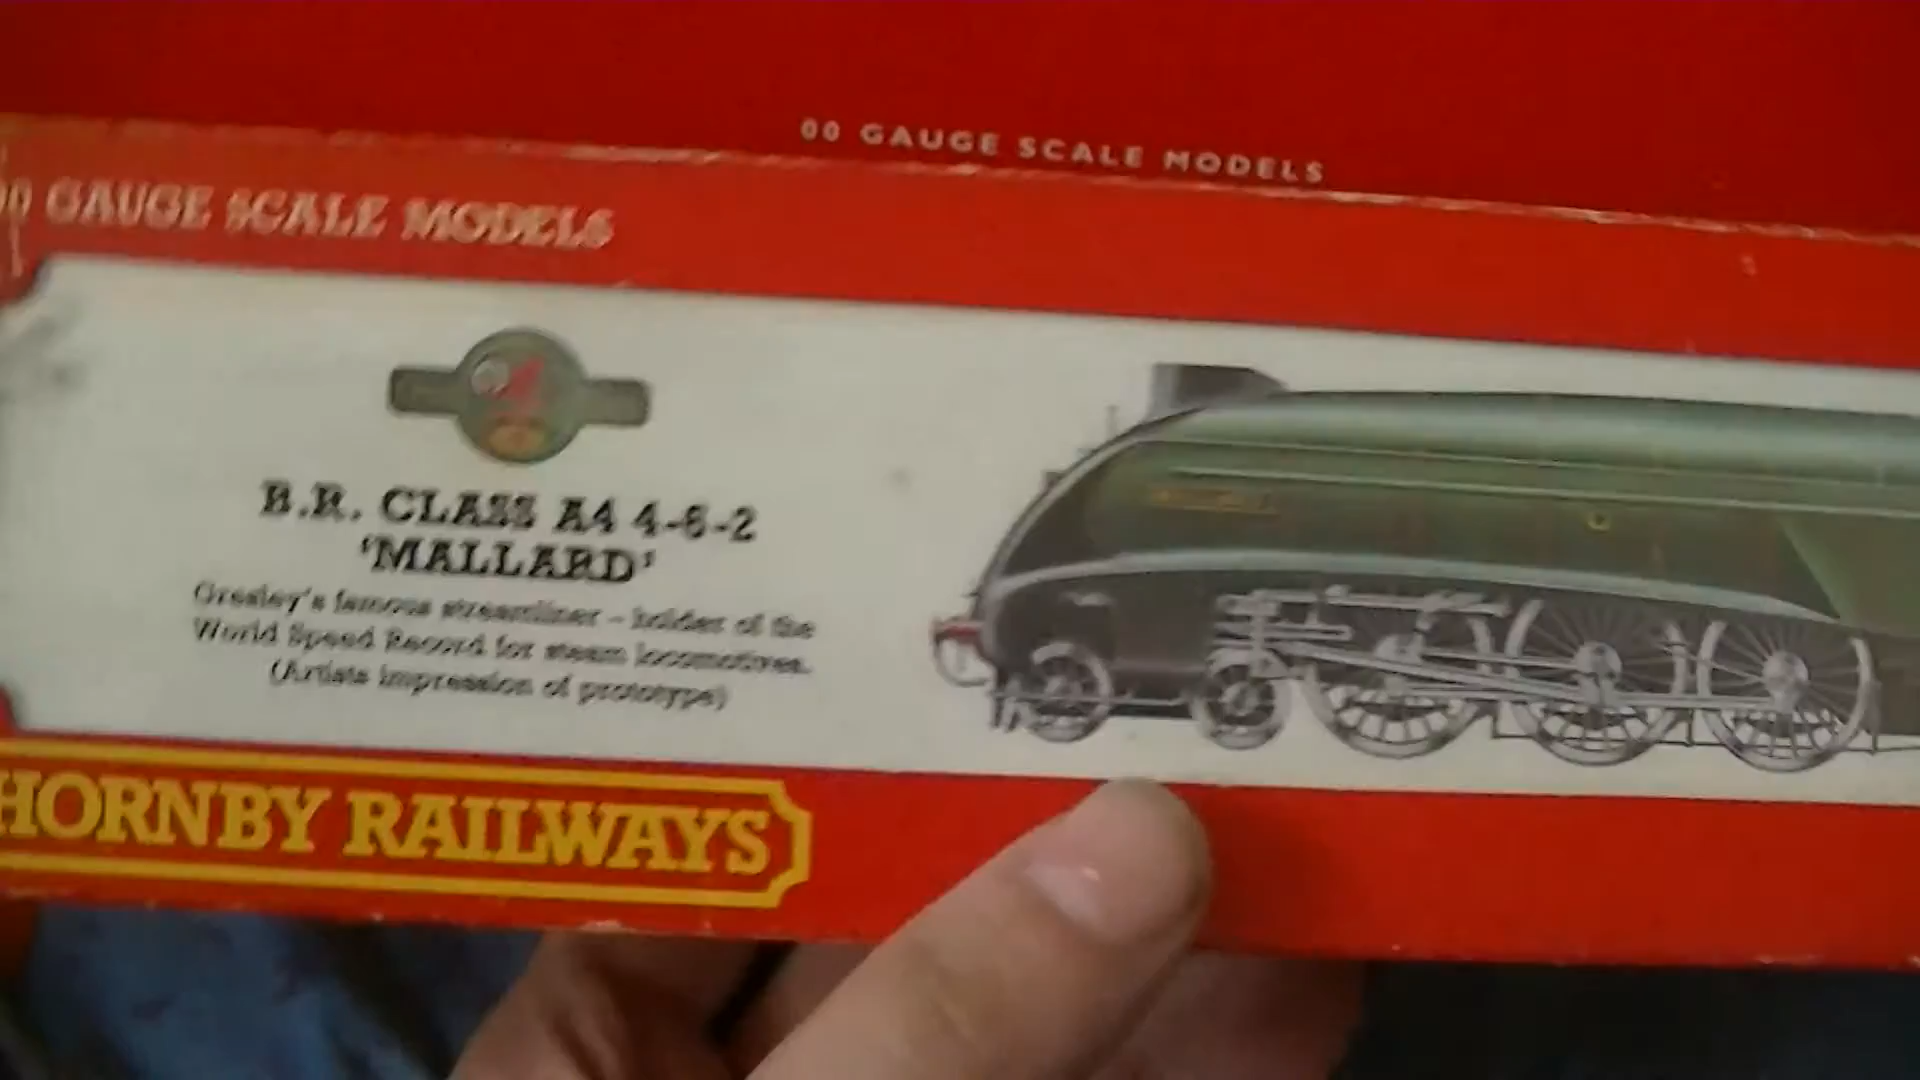 00 GAUGE SCALE MODELS
00 GAUGE SCALE MODELS
B.R. CLASS A4 4-6-2
'MALLARD'
Gresley's famous streamliner - holder of the
World Speed Record for steam locomotives.
(Artists impression of prototype)
HORNBY RAILWAYS